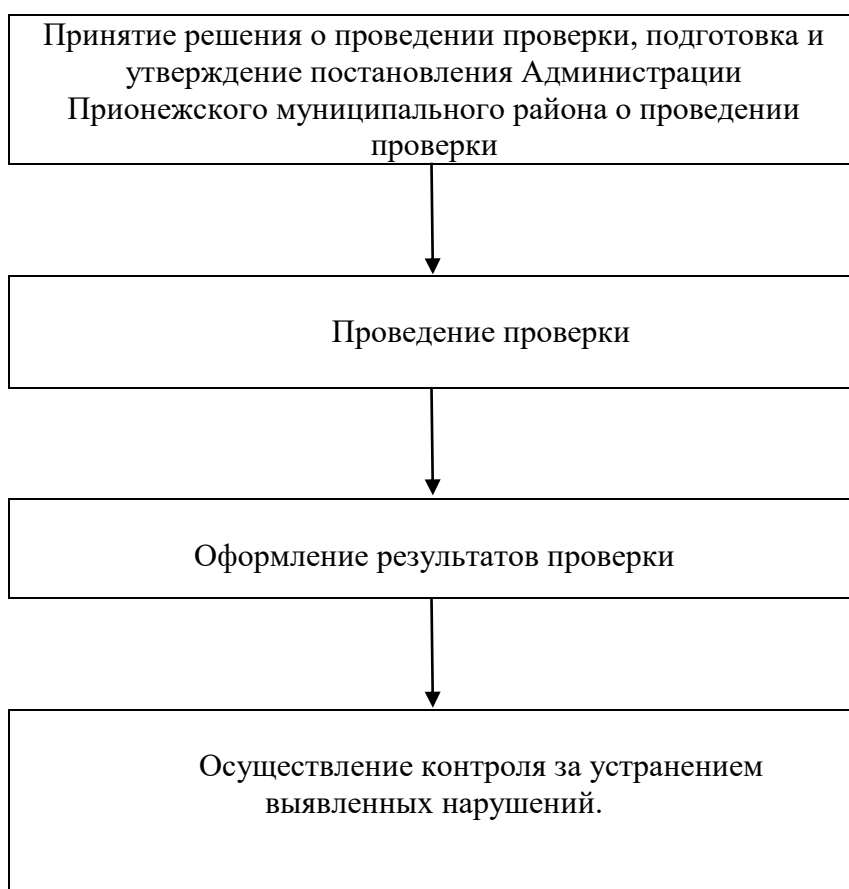 Принятие решения о проведении проверки, подготовка и
утверждение постановления Администрации
Прионежского муниципального района о проведении
проверки
Проведение проверки
Оформление результатов проверки
Осуществление контроля за устранением
выявленных нарушений.